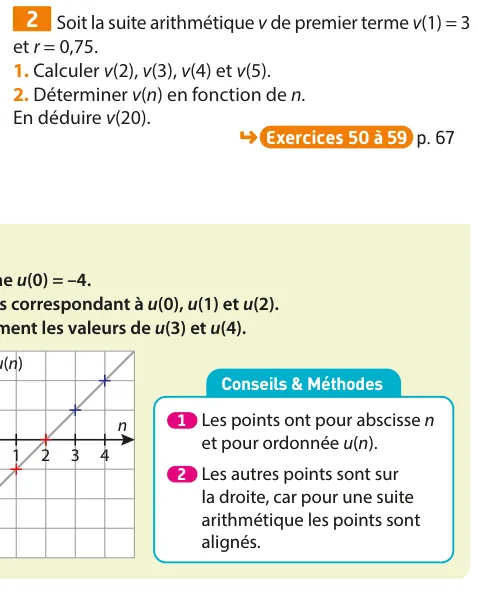 2 Soit la suite arithmétique v de premier terme v(1) = 3
et r = 0,75.
1. Calculer v(2), v(3), v(4) et v(5).
2. Déterminer v(n) en fonction de n.
En déduire v(20).
↪ Exercices 50 à 59 p. 67
u(0) = –4.
correspondant à u(0), u(1) et u(2).
les valeurs de u(3) et u(4).
(n)
n
1 2 3 4
Conseils & Méthodes
1 Les points ont pour abscisse n
et pour ordonnée u(n).
2 Les autres points sont sur
la droite, car pour une suite
arithmétique les points sont
alignés.